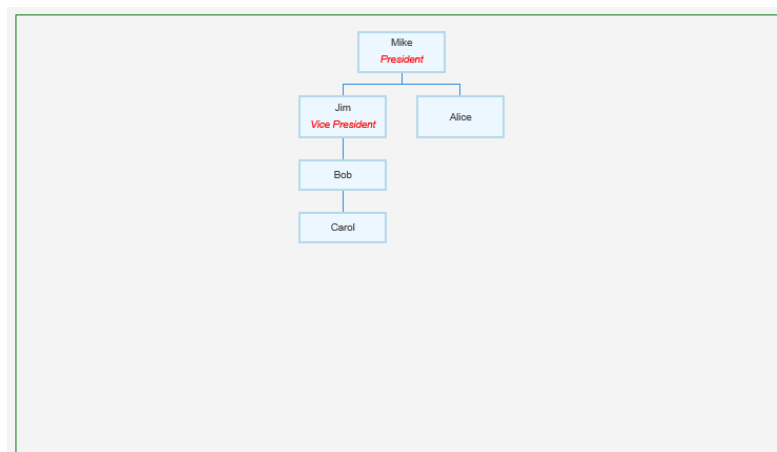 Mike
President
Jim
Vice President
Alice
Bob
Carol